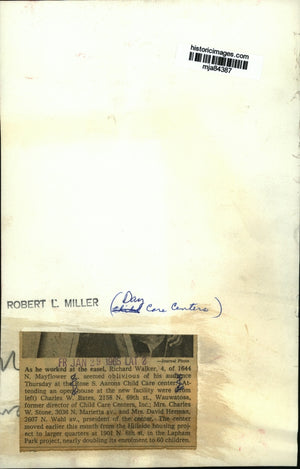 historicimages.com
mja84387
ROBERT L. MILLER
(Day
Child Care Centers)
FR JAN 29 1965 LAT
—Journal Photo
As he worked at the easel, Richard Walker, 4, of 1844
N. Mayflower seemed oblivious of his audience
Thursday at the Jane S. Aarons Child Care center. At-
tending an open house at the new facility were (from
left) Charles W. Bates, 2158 N. 69th st., Wauwatosa,
former director of Child Care Centers, Inc.; Mrs. Charles
W. Stone, 3036 N. Marietta av., and Mrs. David Herman,
2607 N. Wahl av., president of the center. The center
moved earlier this month from the Hillside housing proj-
ect to larger quarters at 1901 N. 8th st. in the Lapham
Park project, nearly doubling its enrolment to 60 children.